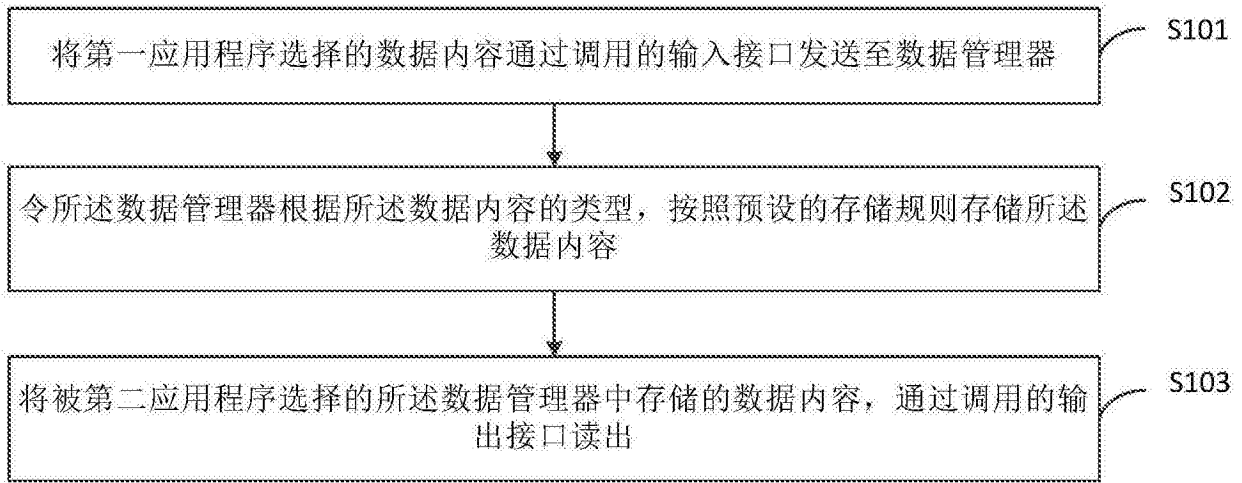 将第一应用程序选择的数据内容通过调用的输入接口发送至数据管理器
S101
令所述数据管理器根据所述数据内容的类型，按照预设的存储规则存储所述
数据内容
S102
将被第二应用程序选择的所述数据管理器中存储的数据内容，通过调用的输
出接口读出
S103